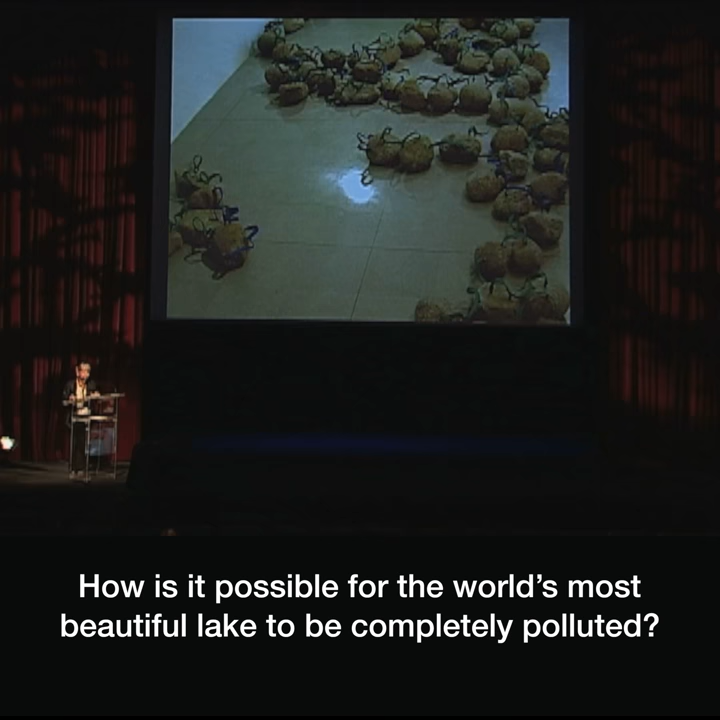 How is it possible for the world’s most
beautiful lake to be completely polluted?